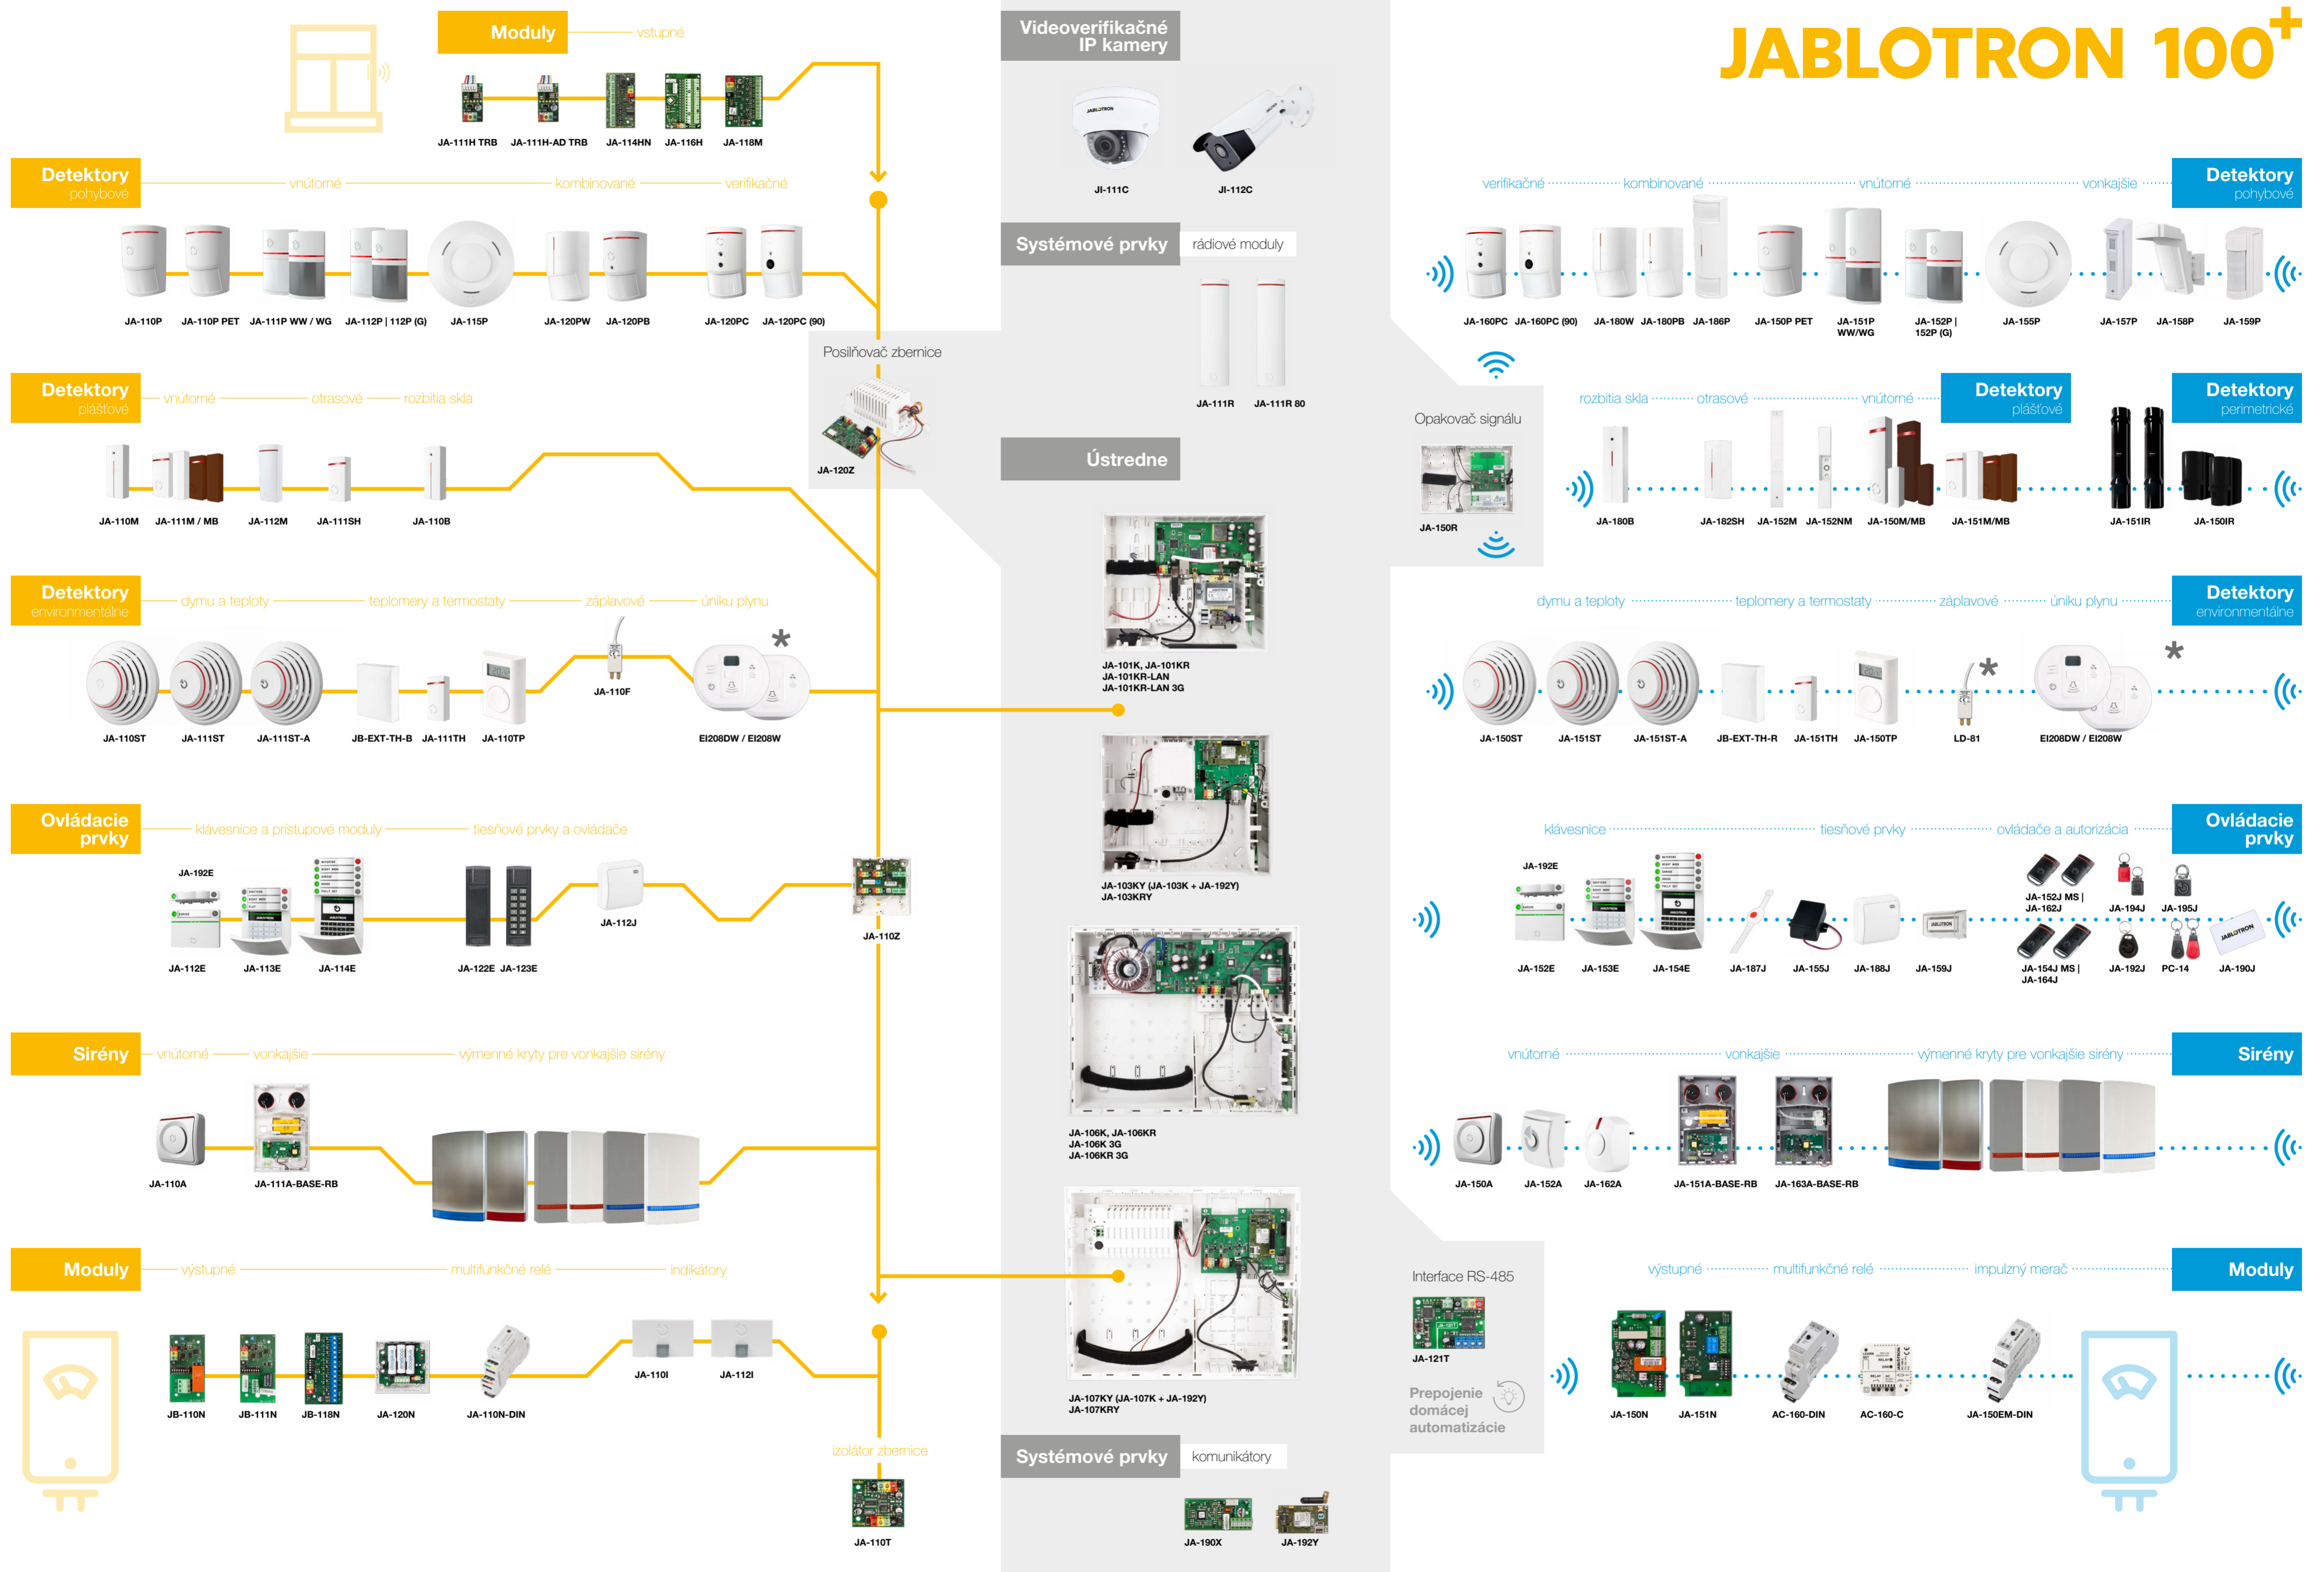 JABLOTRON 100+
Moduly
vstupné
JA-111H TRB
JA-111H-AD TRB
JA-114HN
JA-116H
JA-118M
Detektory
pohybové
vnútorné
kombinované
verifikačné
JA-110P
JA-110P PET
JA-111P WW / WG
JA-112P | 112P (G)
JA-115P
JA-120PW
JA-120PB
JA-120PC
JA-120PC (90)
Posilňovač zbernice
JA-120Z
Detektory
plášťové
vnútorné
otrasové
rozbitia skla
JA-110M
JA-111M / MB
JA-112M
JA-111SH
JA-110B
Detektory
environmentálne
dymu a teploty
teplomery a termostaty
záplavové
úniku plynu
*
JA-110F
JA-110ST
JA-111ST
JA-111ST-A
JB-EXT-TH-B
JA-111TH
JA-110TP
EI208DW / EI208W
Ovládacie
prvky
klávesnice a prístupové moduly
tiesňové prvky a ovládače
JA-192E
JA-112E
JA-113E
JA-114E
JA-122E
JA-123E
JA-112J
JA-110Z
Sirény
vnútorné
vonkajšie
výmenné kryty pre vonkajšie sirény
JA-110A
JA-111A-BASE-RB
Moduly
výstupné
multifunkčné relé
indikátory
JB-110N
JB-111N
JB-118N
JA-120N
JA-110N-DIN
JA-110I
JA-112I
izolátor zbernice
JA-110T
Videoverifikačné
IP kamery
JABLOTRON
JI-111C
JI-112C
Systémové prvky
rádiové moduly
JA-111R
JA-111R 80
Ústredne
JA-101K, JA-101KR
JA-101KR-LAN
JA-101KR-LAN 3G
JA-103KY (JA-103K + JA-192Y)
JA-103KRY
JA-106K, JA-106KR
JA-106K 3G
JA-106KR 3G
JA-107KY (JA-107K + JA-192Y)
JA-107KRY
Systémové prvky
komunikátory
JA-190X
JA-192Y
verifikačné
kombinované
vnútorné
vonkajšie
Detektory
pohybové
JA-160PC
JA-160PC (90)
JA-180W
JA-180PB
JA-186P
JA-150P PET
JA-151P
WW/WG
JA-152P |
152P (G)
JA-155P
JA-157P
JA-158P
JA-159P
Opakovač signálu
JA-150R
rozbitia skla
otrasové
vnútorné
Detektory
plášťové
Detektory
perimetrické
JA-180B
JA-182SH
JA-152M
JA-152NM
JA-150M/MB
JA-151M/MB
JA-151IR
JA-150IR
dymu a teploty
teplomery a termostaty
záplavové
úniku plynu
Detektory
environmentálne
*
*
JA-150ST
JA-151ST
JA-151ST-A
JB-EXT-TH-R
JA-151TH
JA-150TP
LD-81
EI208DW / EI208W
klávesnice
tiesňové prvky
ovládače a autorizácia
Ovládacie
prvky
JA-192E
JA-152E
JA-153E
JA-154E
JA-187J
JA-155J
JA-188J
JABLOTRON
JA-159J
JA-152J MS |
JA-162J
JA-194J
JA-195J
JA-154J MS |
JA-164J
JA-192J
PC-14
JABLOTRON
JA-190J
vnútorné
vonkajšie
výmenné kryty pre vonkajšie sirény
Sirény
JA-150A
JA-152A
JA-162A
JA-151A-BASE-RB
JA-163A-BASE-RB
Interface RS-485
JA-121T
JA-121T
Prepojenie
domácej
automatizácie
výstupné
multifunkčné relé
impulzný merač
Moduly
JA-150N
JA-151N
AC-160-DIN
AC-160-C
JA-150EM-DIN